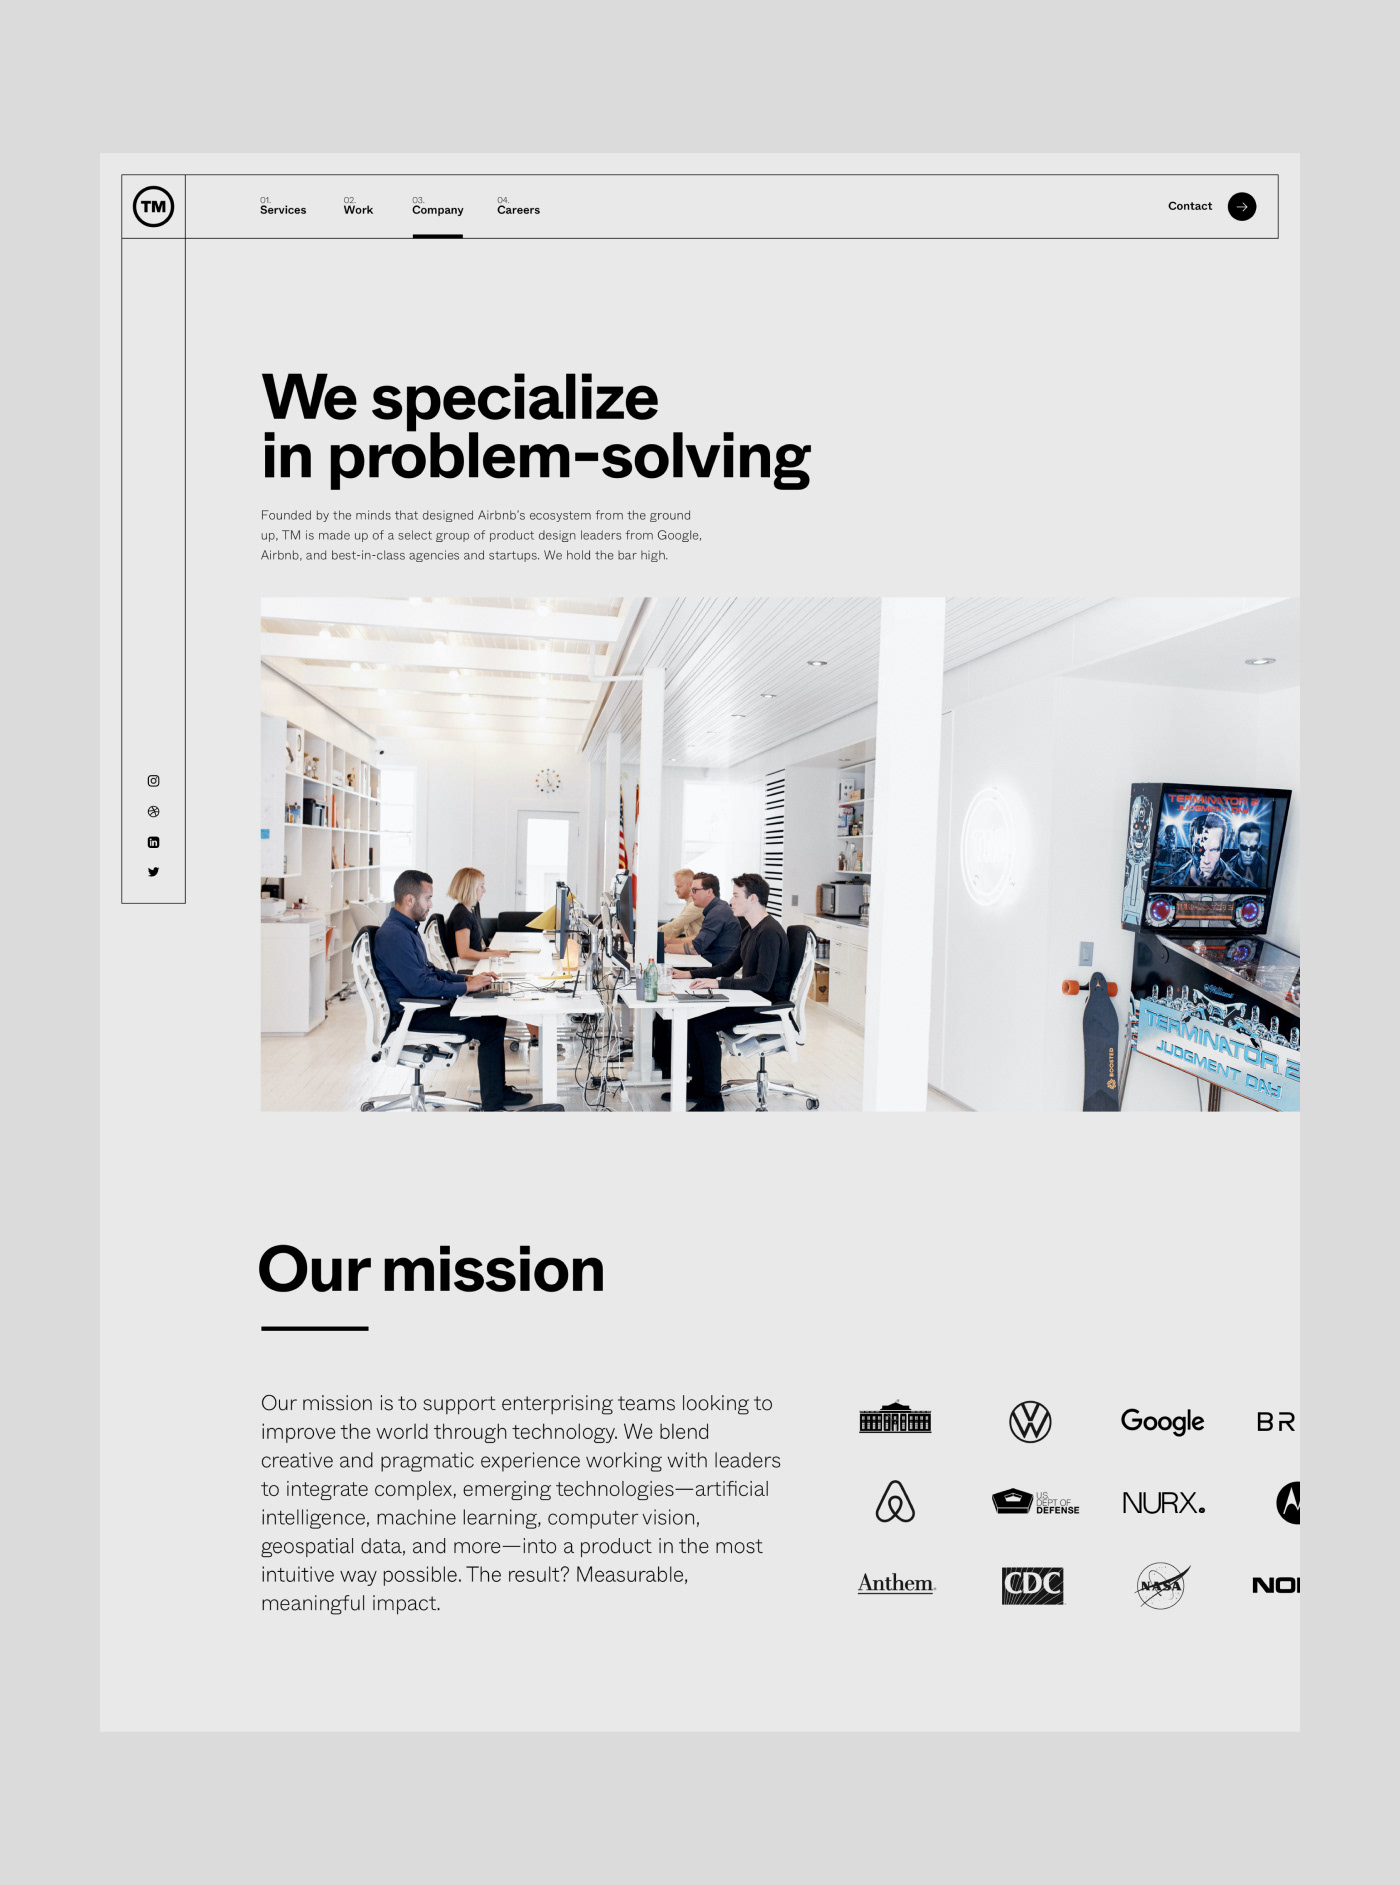 TM
01.
Services
02.
Work
03.
Company
04.
Careers
Contact
We specialize
in problem-solving
Founded by the minds that designed Airbnb's ecosystem from the ground
up, TM is made up of a select group of product design leaders from Google,
Airbnb, and best-in-class agencies and startups. We hold the bar high.
TM
TERMINATOR 2
JUDGMENT DAY
Williams
TERMINATOR 2
JUDGMENT DAY
BOOSTED
in
Our mission
Our mission is to support enterprising teams looking to
improve the world through technology. We blend
creative and pragmatic experience working with leaders
to integrate complex, emerging technologies—artificial
intelligence, machine learning, computer vision,
geospatial data, and more—into a product in the most
intuitive way possible. The result? Measurable,
meaningful impact.
VW
Google
BR
U.S.
DEPT OF
DEFENSE
NURX
Anthem
CDC
NASA